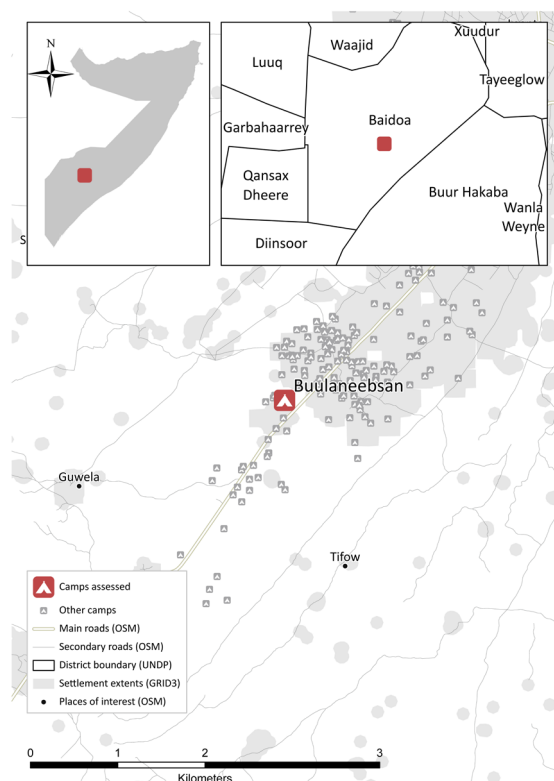 N
S
Xuudur
Waajid
Luuq
Tayeeglow
Garbahaarrey
Baidoa
Qansax
Dheere
Buur Hakaba
Wanla
Weyne
Diinsoor
Buulaneebsan
Guwela
Tifow
Camps assessed
Other camps
Main roads (OSM)
Secondary roads (OSM)
District boundary (UNDP)
Settlement extents (GRID3)
Places of interest (OSM)
0 1 2 3
Kilometers